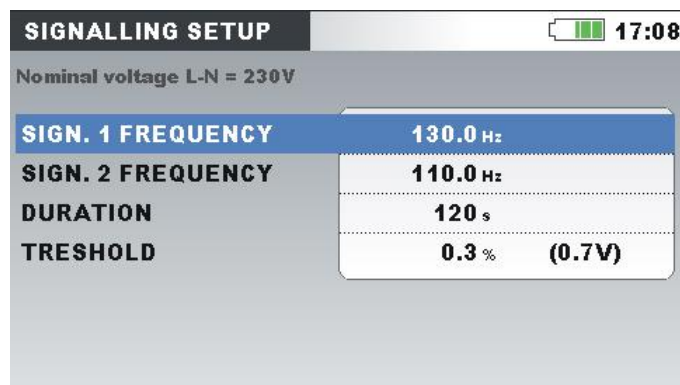 SIGNALLING SETUP 17:08
Nominal voltage L-N = 230V
SIGN. 1 FREQUENCY 130.0 Hz
SIGN. 2 FREQUENCY 110.0 Hz
DURATION 120 s
TRESHOLD 0.3 % (0.7V)